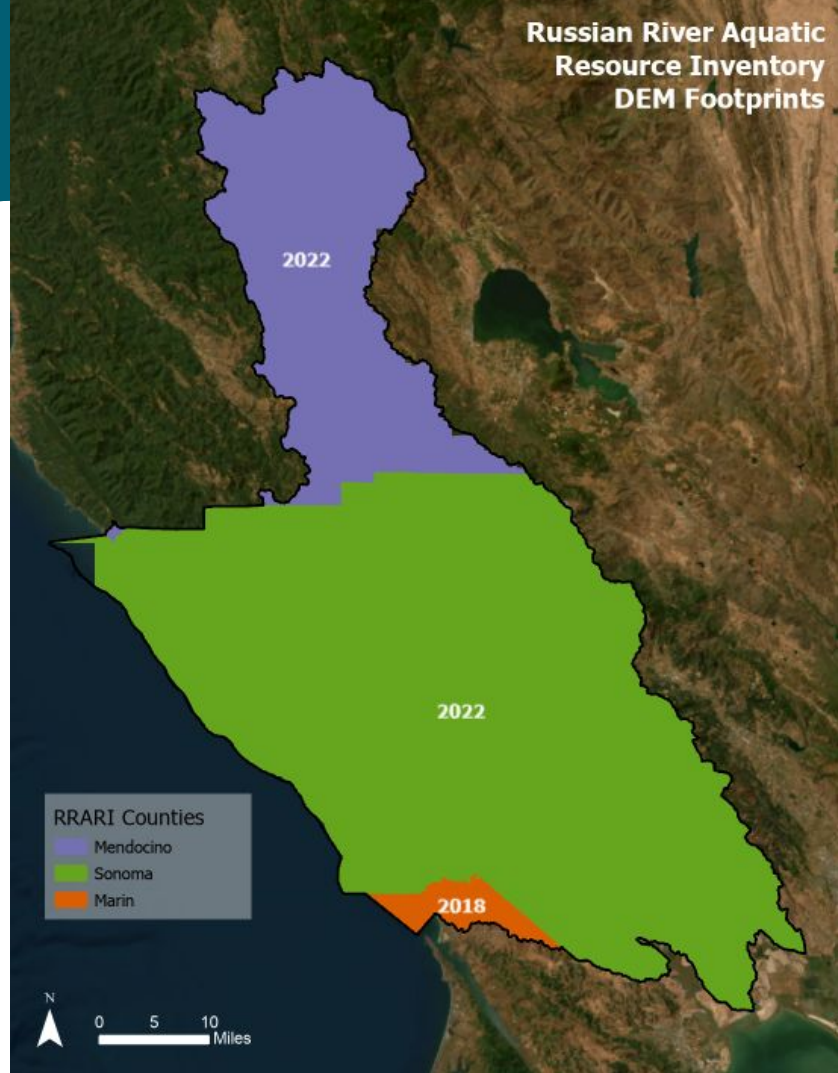 Russian River Aquatic
Resource Inventory
DEM Footprints
2022
2022
2018
RRARI Counties
Mendocino
Sonoma
Marin
N
0 5 10
Miles